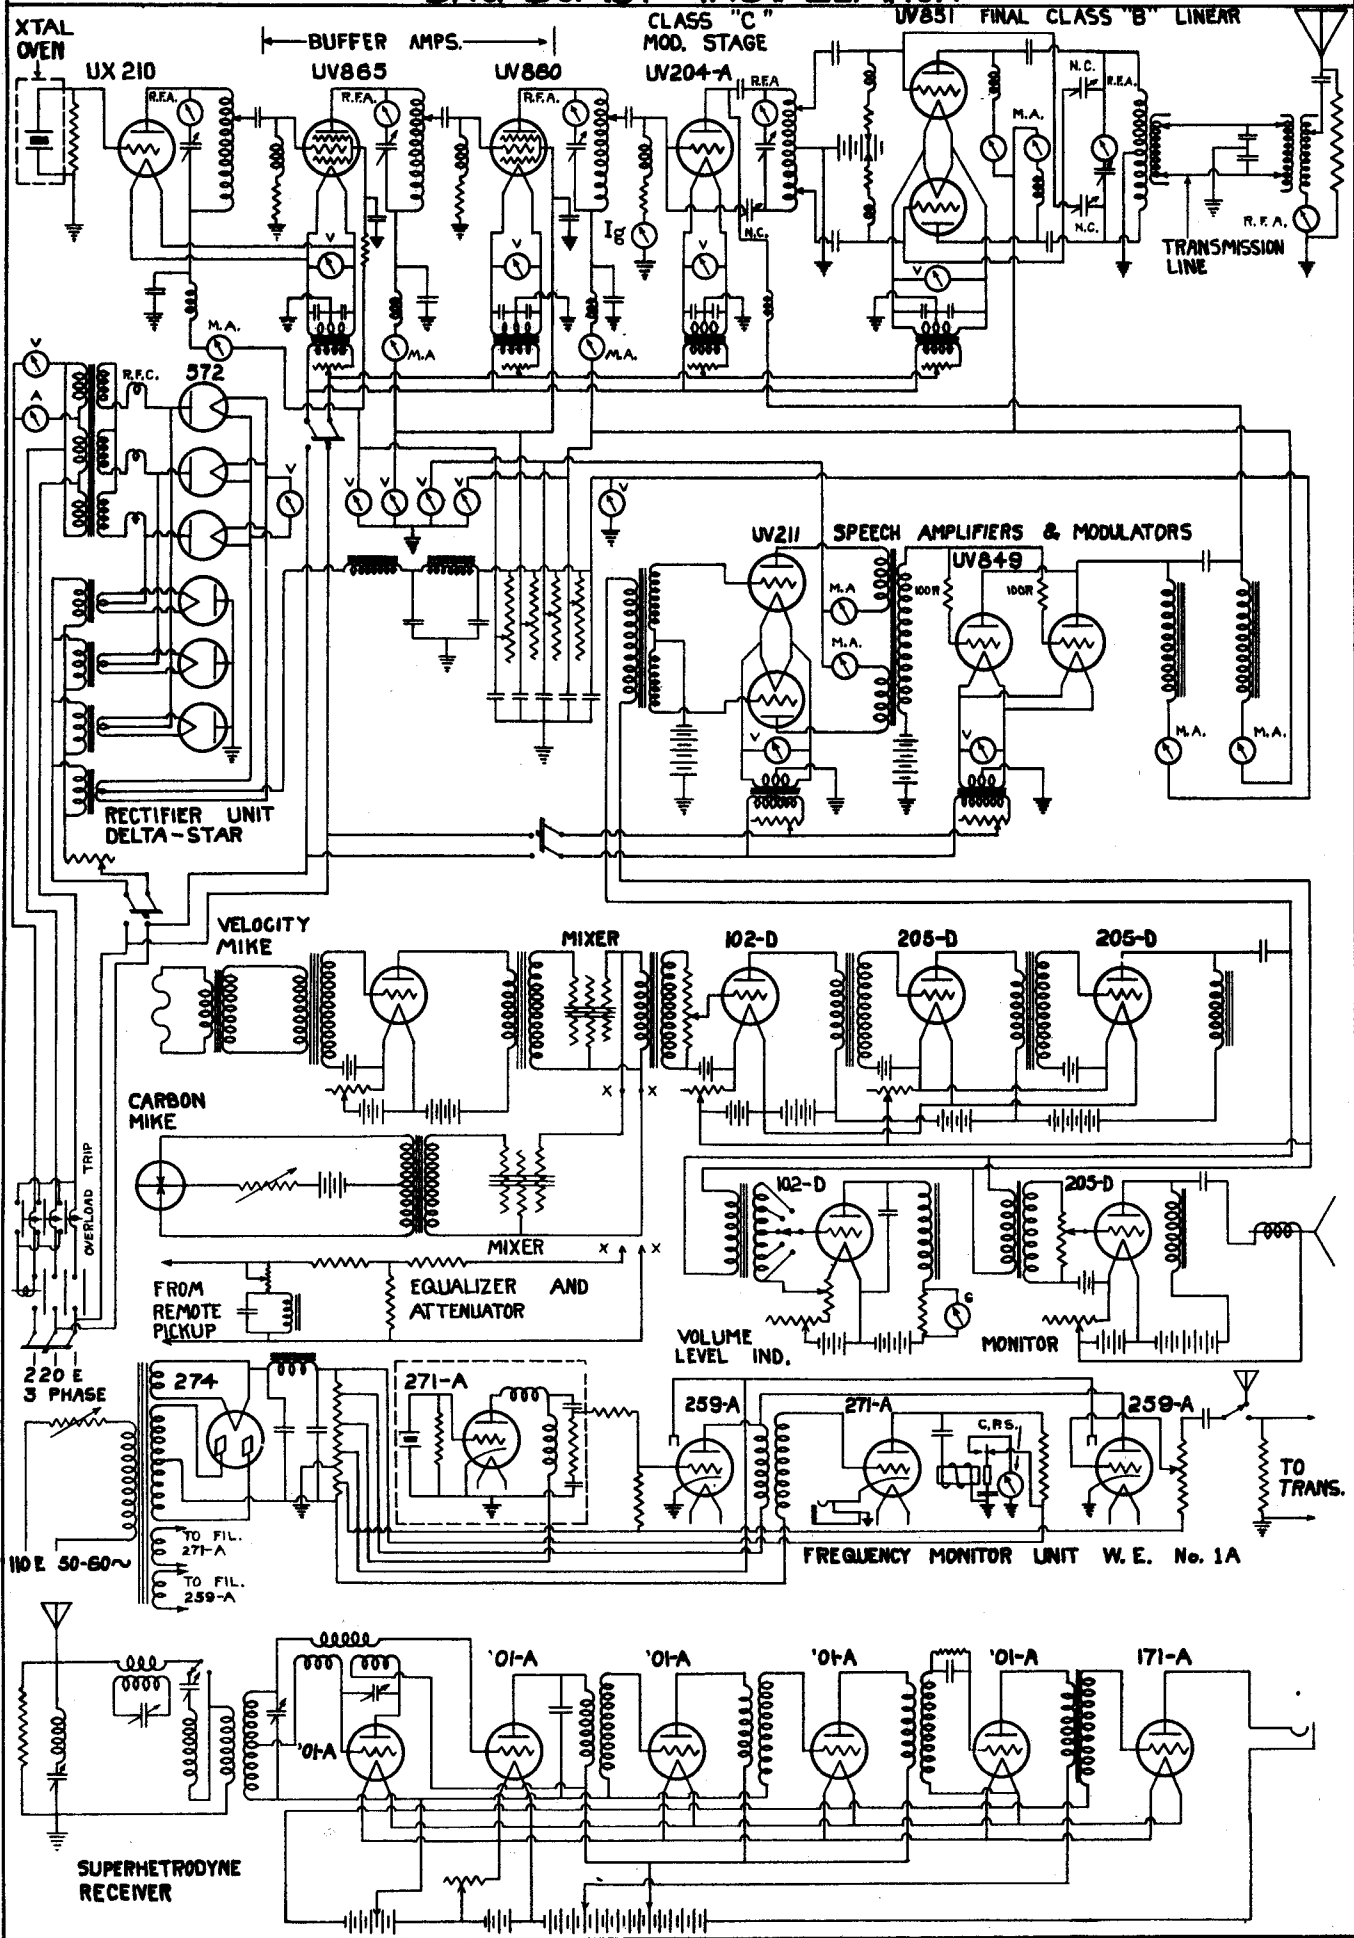 XTAL
OVEN
UX 210
BUFFER AMPS.
UV865
UV860
CLASS "C"
MOD. STAGE
UV204-A
UV851 FINAL CLASS "B" LINEAR
R.F.A.
R.F.A.
R.F.A.
R.F.A
N.C.
R.F.A.
M.A.
Ig
N.C.
N.C.
R.F.A.
TRANSMISSION
LINE
V
V
V
V
M.A.
M.A
M.A.
V
A
R.F.C.
572
V
V
V
V
V
V
UV211
SPEECH AMPLIFIERS & MODULATORS
UV849
M.A
100R
100R
M.A.
V
V
M.A.
M.A.
RECTIFIER UNIT
DELTA-STAR
VELOCITY
MIKE
MIXER
102-D
205-D
205-D
X
X
CARBON
MIKE
OVERLOAD TRIP
MIXER
X
X
FROM
REMOTE
PICKUP
EQUALIZER AND
ATTENUATOR
102-D
205-D
G
VOLUME
LEVEL IND.
MONITOR
220 E
3 PHASE
274
271-A
259-A
271-A
C.P.S.
259-A
TO
TRANS.
TO FIL.
271-A
TO FIL.
259-A
110 E 50-60~
FREQUENCY MONITOR UNIT W.E. No. 1A
'01-A
'01-A
'01-A
'01-A
'01-A
171-A
SUPERHETRODYNE
RECEIVER